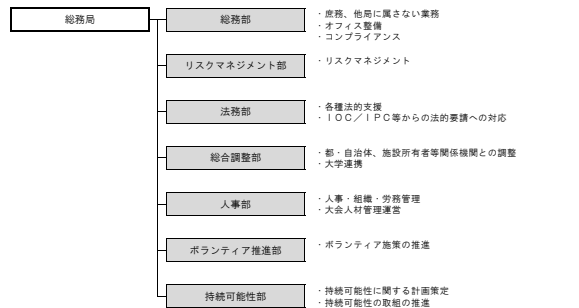 総務局
総務部
・庶務、他局に属さない業務
・オフィス整備
・コンプライアンス
リスクマネジメント部
・リスクマネジメント
法務部
・各種法的支援
・ＩＯＣ／ＩＰＣ等からの法的要請への対応
総合調整部
・都・自治体、施設所有者等関係機関との調整
・大学連携
人事部
・人事・組織・労務管理
・大会人材管理運営
ボランティア推進部
・ボランティア施策の推進
持続可能性部
・持続可能性に関する計画策定
・持続可能性の取組の推進